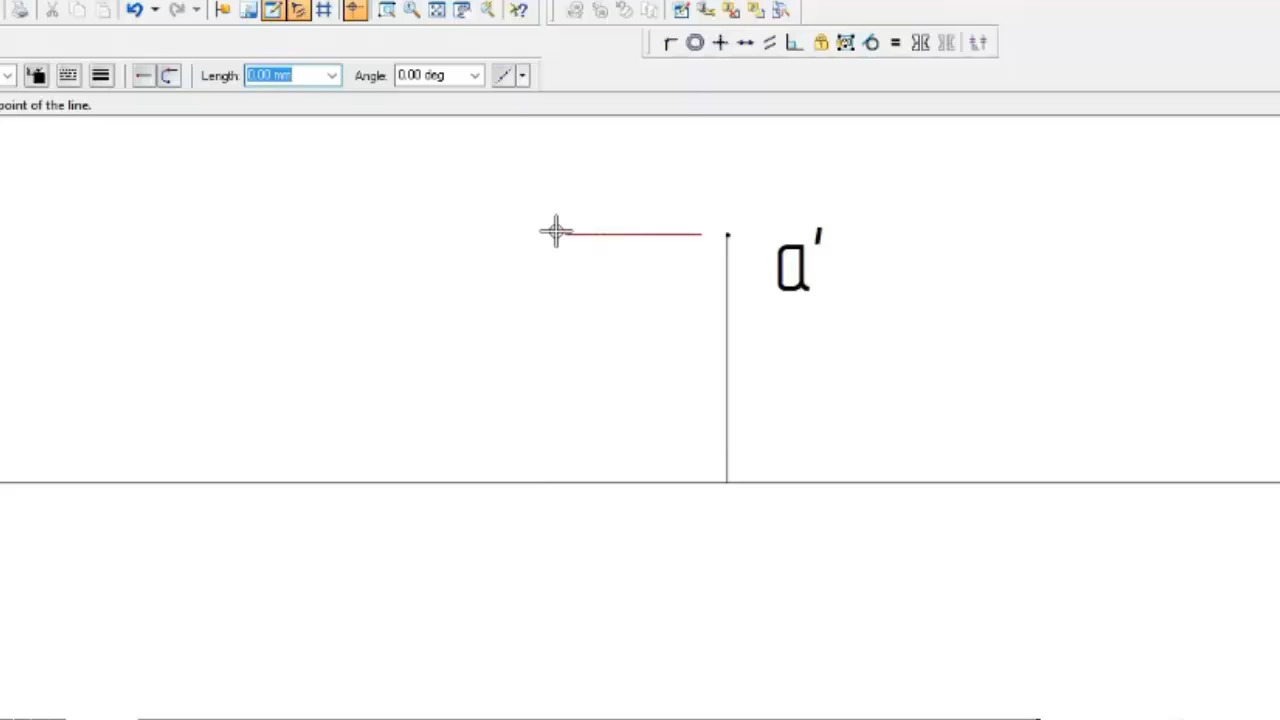 Length: 0.00 mm Angle: 0.00 deg
point of the line.
a'